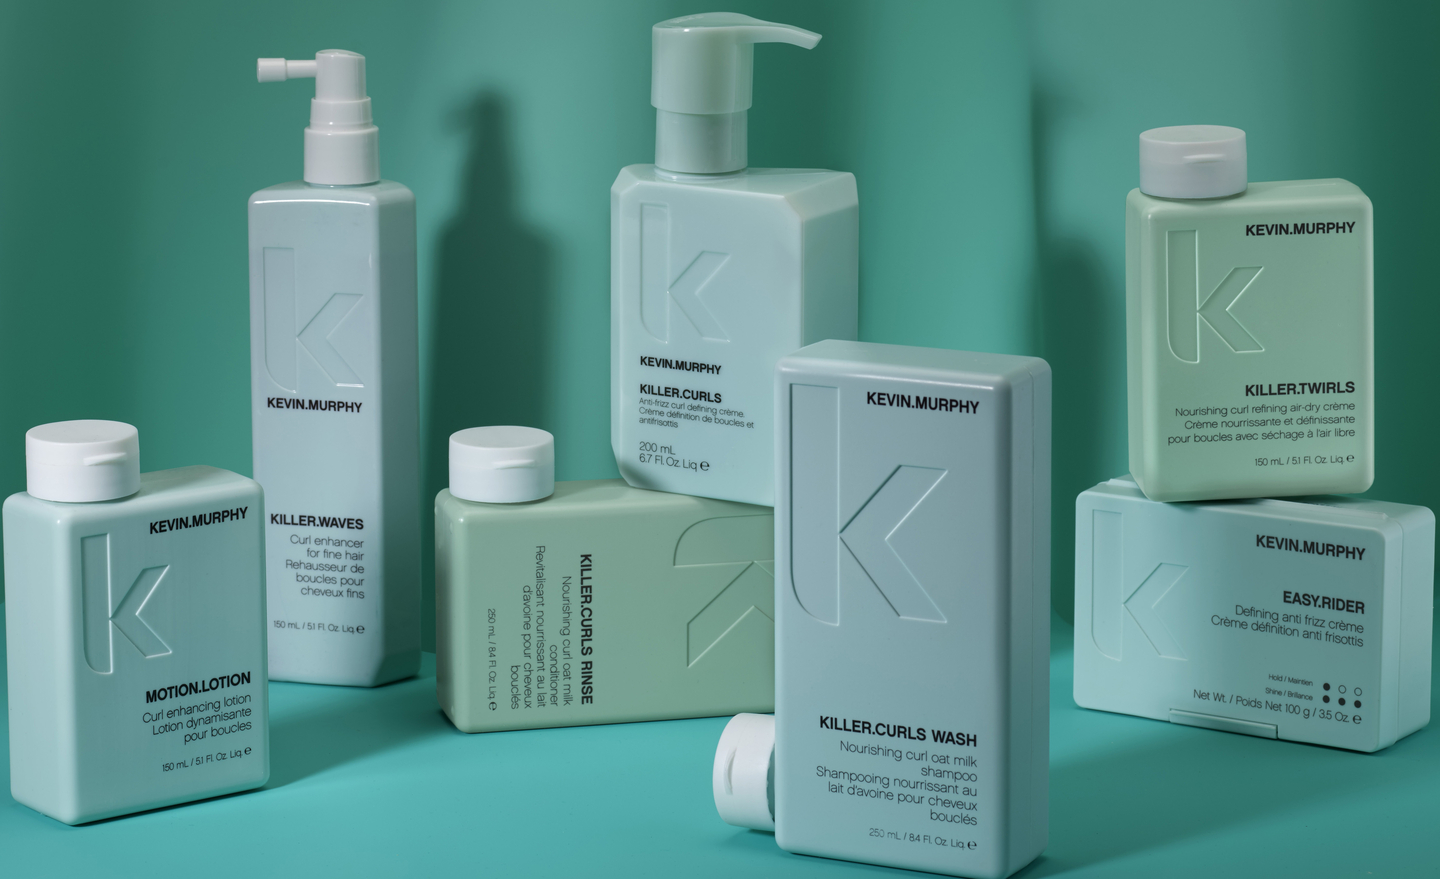 KEVIN.MURPHY
MOTION.LOTION
Curl enhancing lotion
Lotion dynamisante
pour boucles
150 mL / 5.1 Fl. Oz. Liq. ℮
KEVIN.MURPHY
KILLER.WAVES
Curl enhancer
for fine hair
Rehausseur de
boucles pour
cheveux fins
150 mL / 5.1 Fl. Oz. Liq. ℮
KILLER.CURLS RINSE
Nourishing curl oat milk
conditioner
Revitalisant nourrissant au lait
d'avoine pour cheveux
bouclés
250 mL / 8.4 Fl. Oz. Liq. ℮
KEVIN.MURPHY
KILLER.CURLS
Anti-frizz curl defining crème.
Crème définition de boucles et
antifrisottis
200 mL
6.7 Fl. Oz. Liq ℮
KEVIN.MURPHY
KILLER.CURLS WASH
Nourishing curl oat milk
shampoo
Shampooing nourrissant au
lait d'avoine pour cheveux
bouclés
250 mL / 8.4 Fl. Oz. Liq. ℮
KEVIN.MURPHY
KILLER.TWIRLS
Nourishing curl refining air-dry crème
Crème nourrissante et définissante
pour boucles avec séchage à l'air libre
150 mL / 5.1 Fl. Oz. Liq. ℮
KEVIN.MURPHY
EASY.RIDER
Defining anti frizz crème
Crème définition anti frisottis
Hold / Maintien
Shine / Brillance
Net Wt. / Poids Net 100 g / 3.5 Oz. ℮